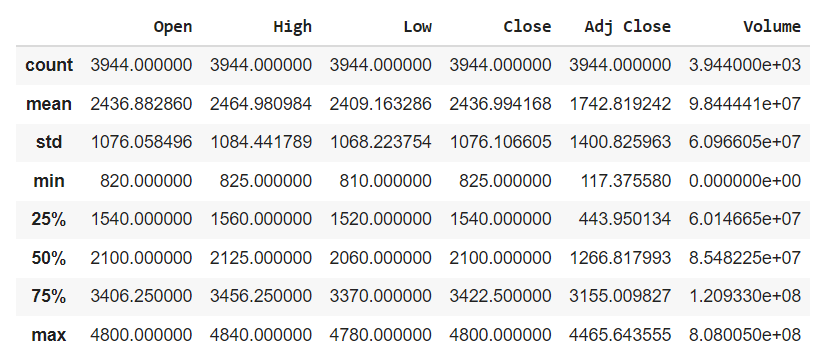 Open High Low Close Adj Close Volume
count 3944.000000 3944.000000 3944.000000 3944.000000 3944.000000 3.944000e+03
mean 2436.882860 2464.980984 2409.163286 2436.994168 1742.819242 9.844441e+07
std 1076.058496 1084.441789 1068.223754 1076.106605 1400.825963 6.096605e+07
min 820.000000 825.000000 810.000000 825.000000 117.375580 0.000000e+00
25% 1540.000000 1560.000000 1520.000000 1540.000000 443.950134 6.014665e+07
50% 2100.000000 2125.000000 2060.000000 2100.000000 1266.817993 8.548225e+07
75% 3406.250000 3456.250000 3370.000000 3422.500000 3155.009827 1.209330e+08
max 4800.000000 4840.000000 4780.000000 4800.000000 4465.643555 8.080050e+08